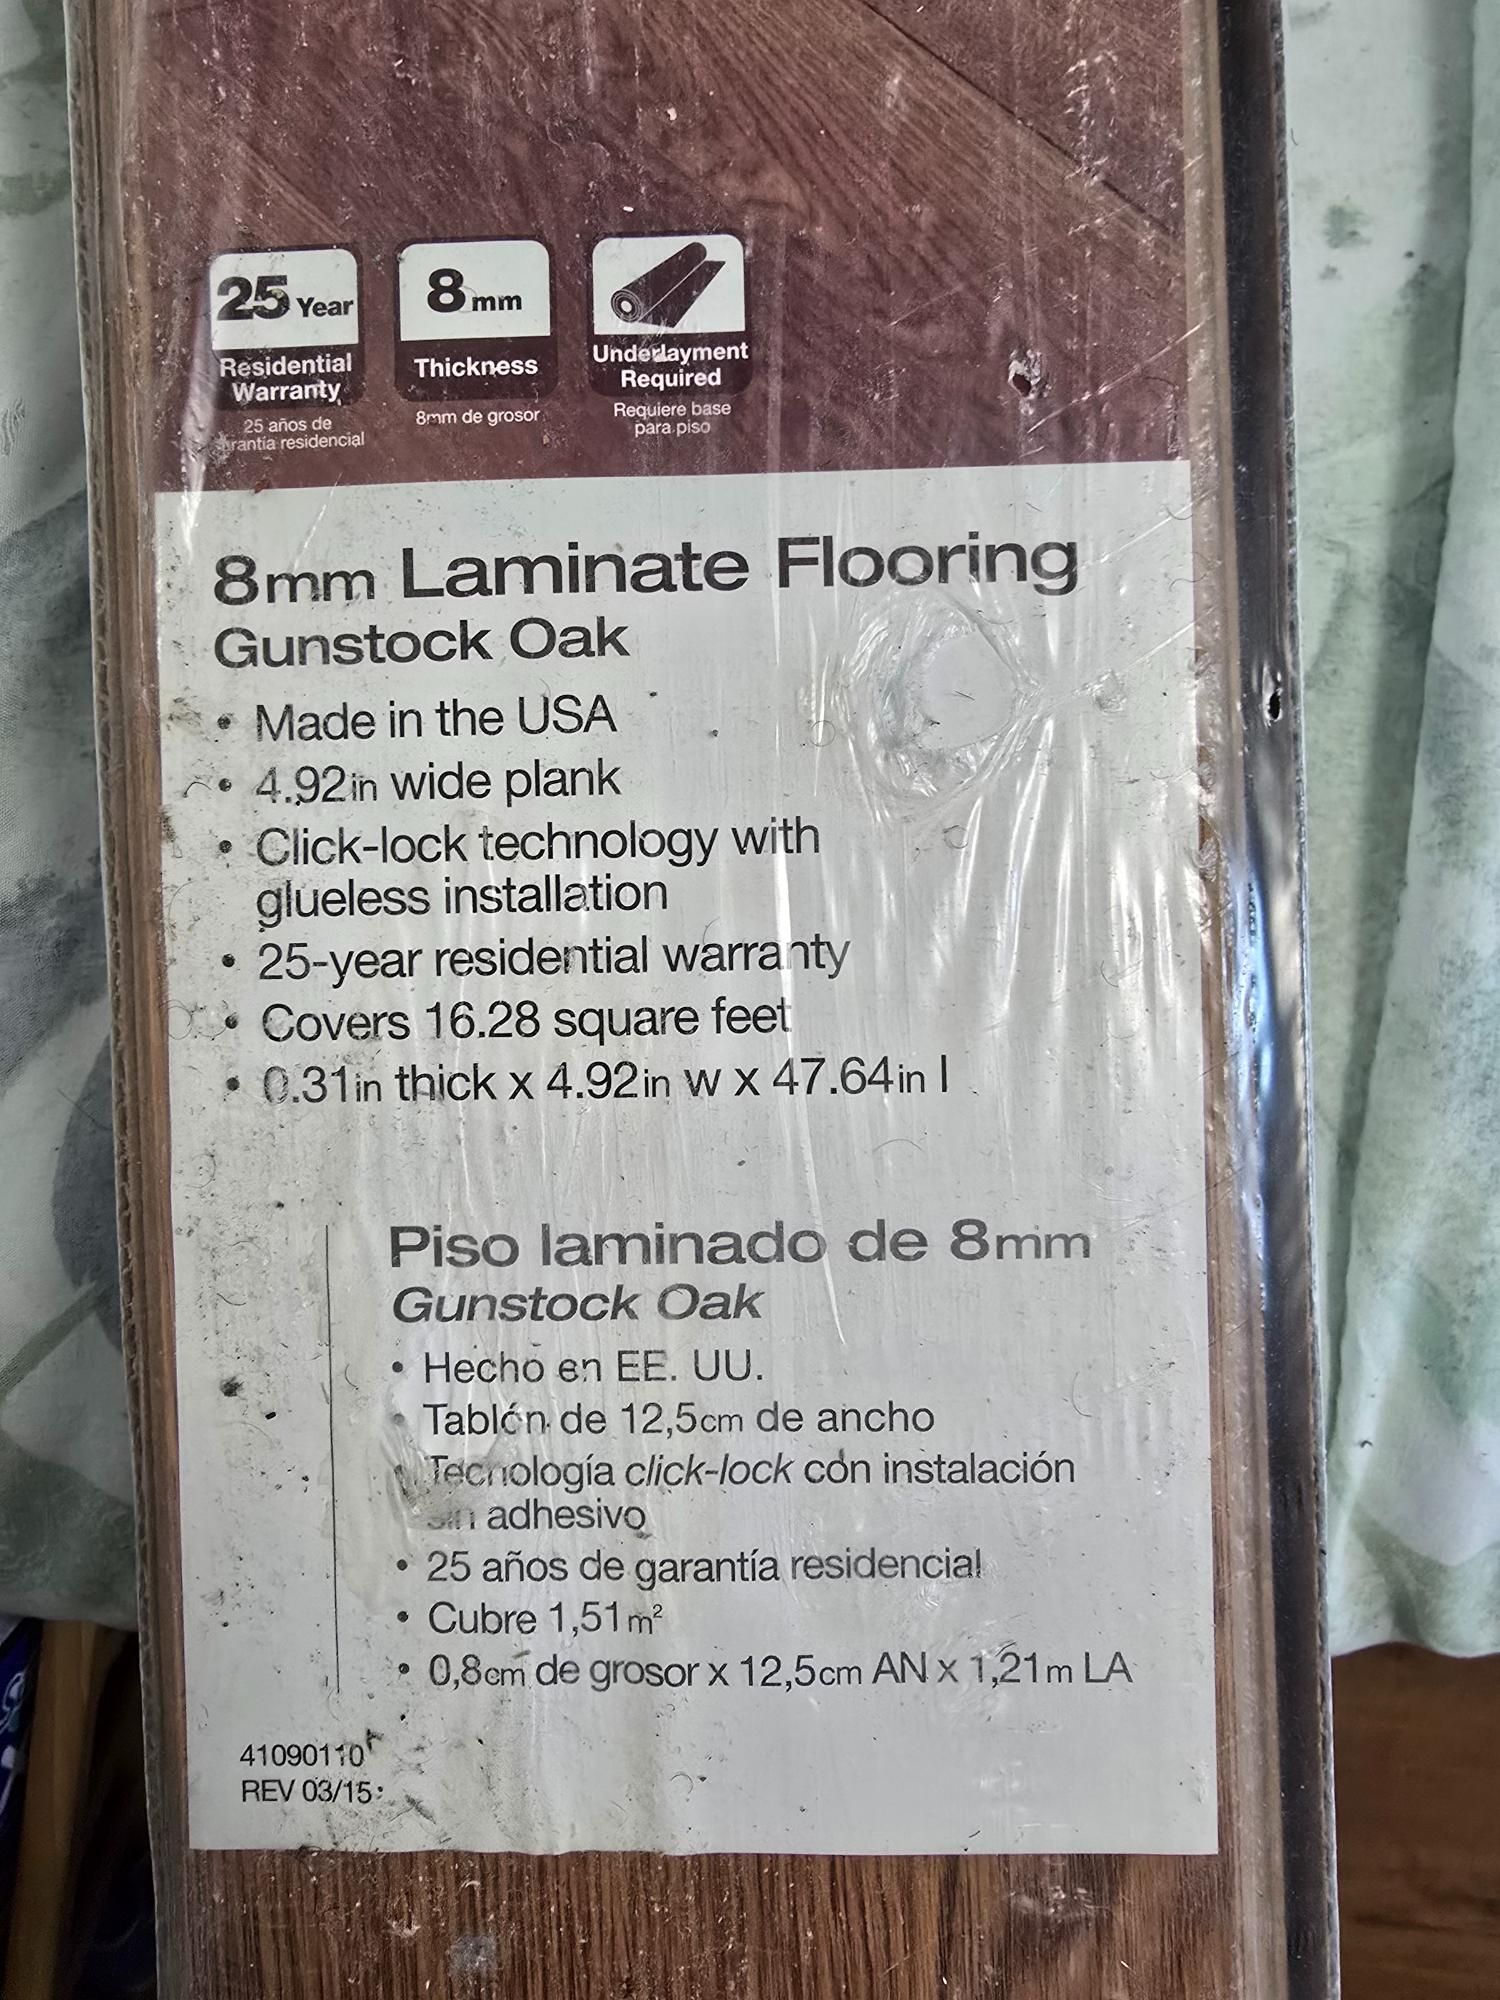 25 Year
Residential
Warranty
25 años de
rantía residencial
8mm
Thickness
8mm de grosor
Underlayment
Required
Requiere base
para piso
8mm Laminate Flooring
Gunstock Oak
• Made in the USA
• 4.92in wide plank
• Click-lock technology with
glueless installation
• 25-year residential warranty
• Covers 16.28 square feet
• 0.31in thick x 4.92in w x 47.64in l
Piso laminado de 8mm
Gunstock Oak
• Hecho en EE. UU.
• Tablón de 12,5cm de ancho
• Tecnología click-lock con instalación
sin adhesivo
• 25 años de garantía residencial
• Cubre 1,51m²
• 0,8cm de grosor x 12,5cm AN x 1,21m LA
41090110
REV 03/15